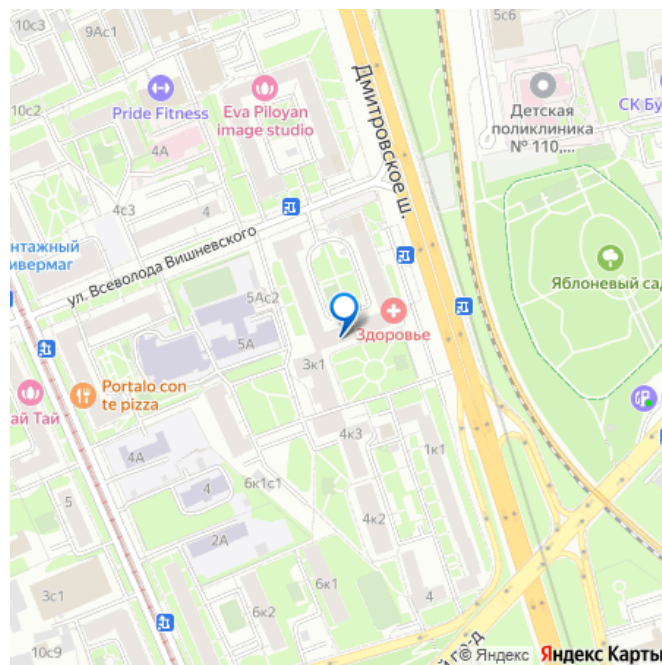 10с3
9Ас1
5с6
10с2
Pride Fitness
Eva Piloyan
image studio
Дмитровское ш.
Детская
поликлиника
№ 110,...
СК Бу
4А
4с3
4
ул. Всеволода Вишневского
нтажный
ивермаг
Яблоневый сад
5Ас2
5А
Здоровье
3к1
Portalo con
te pizza
ай Тай
4к3
1к1
4А
4
6к1с1
5
4к2
2А
6к1
3с1
6к2
4
10с9
© Яндекс Яндекс Карты